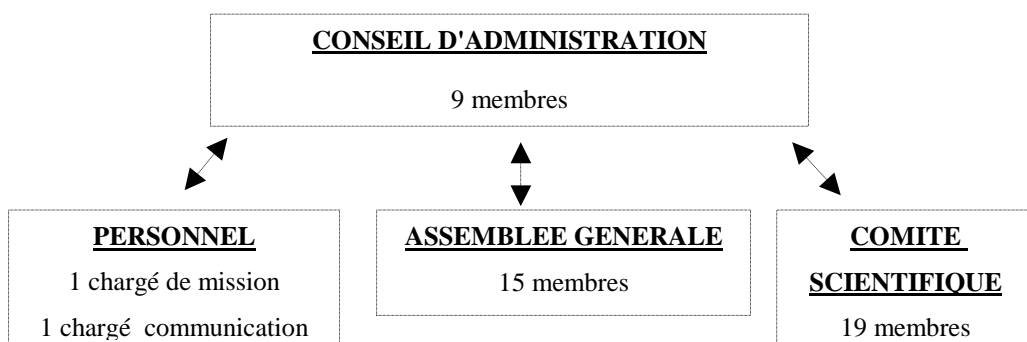 CONSEIL D'ADMINISTRATION
9 membres
PERSONNEL
1 chargé de mission
1 chargé communication
ASSEMBLEE GENERALE
15 membres
COMITE
SCIENTIFIQUE
19 membres